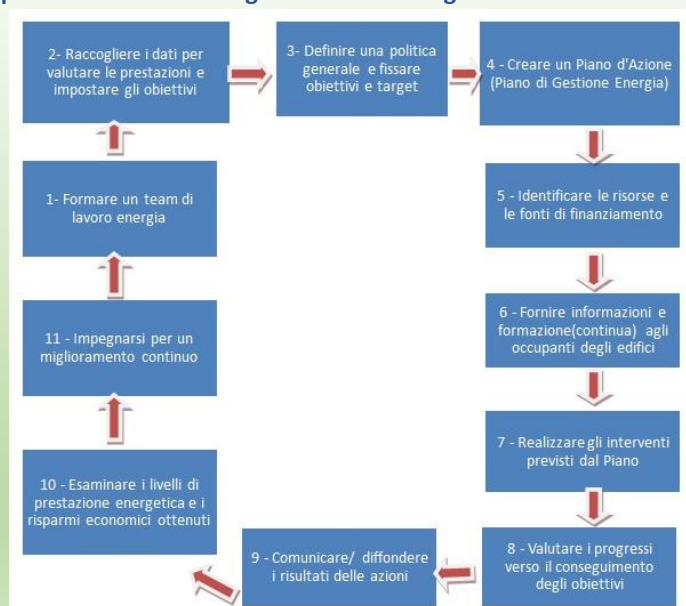 1- Formare un team di
lavoro energia
2- Raccogliere i dati per
valutare le prestazioni e
impostare gli obiettivi
3- Definire una politica
generale e fissare
obiettivi e target
4 - Creare un Piano d'Azione
(Piano di Gestione Energia)
5 - Identificare le risorse e
le fonti di finanziamento
6 - Fornire informazioni e
formazione(continua) agli
occupanti degli edifici
7 - Realizzare gli interventi
previsti dal Piano
8 - Valutare i progressi
verso il conseguimento
degli obiettivi
9 - Comunicare/ diffondere
i risultati delle azioni
10 - Esaminare i livelli di
prestazione energetica e i
risparmi economici ottenuti
11 - Impegnarsi per un
miglioramento continuo